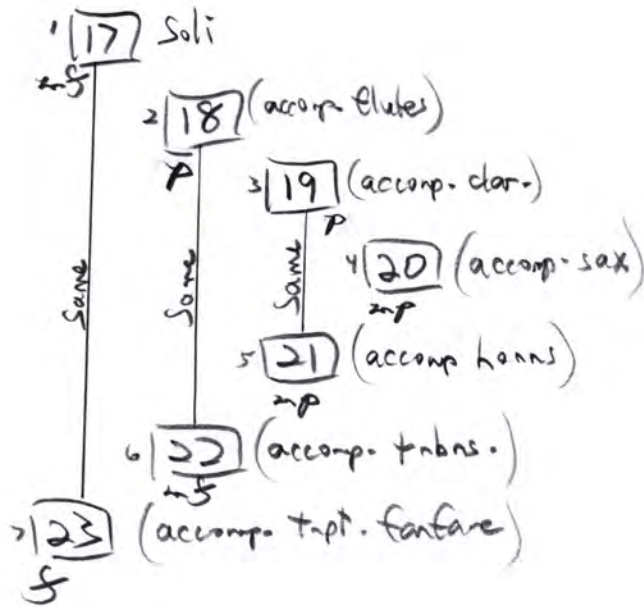 1 17 Soli
mf
2 18 (accomp. flutes)
p
3 19 (accomp. clar.)
p
Same Same Same
4 20 (accomp. sax)
mp
5 21 (accomp horns)
mp
6 22 (accomp. trbns.)
mf
7 23 (accomp. trpt. fanfare)
f